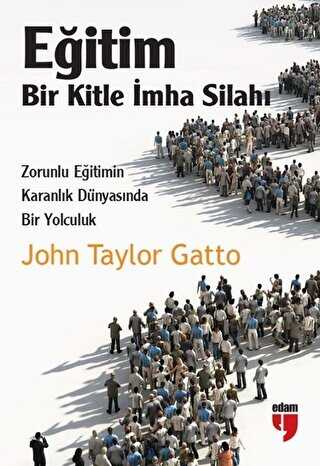 Eğitim
Bir Kitle İmha Silahı
Zorunlu Eğitimin
Karanlık Dünyasında
Bir Yolculuk
John Taylor Gatto
edam